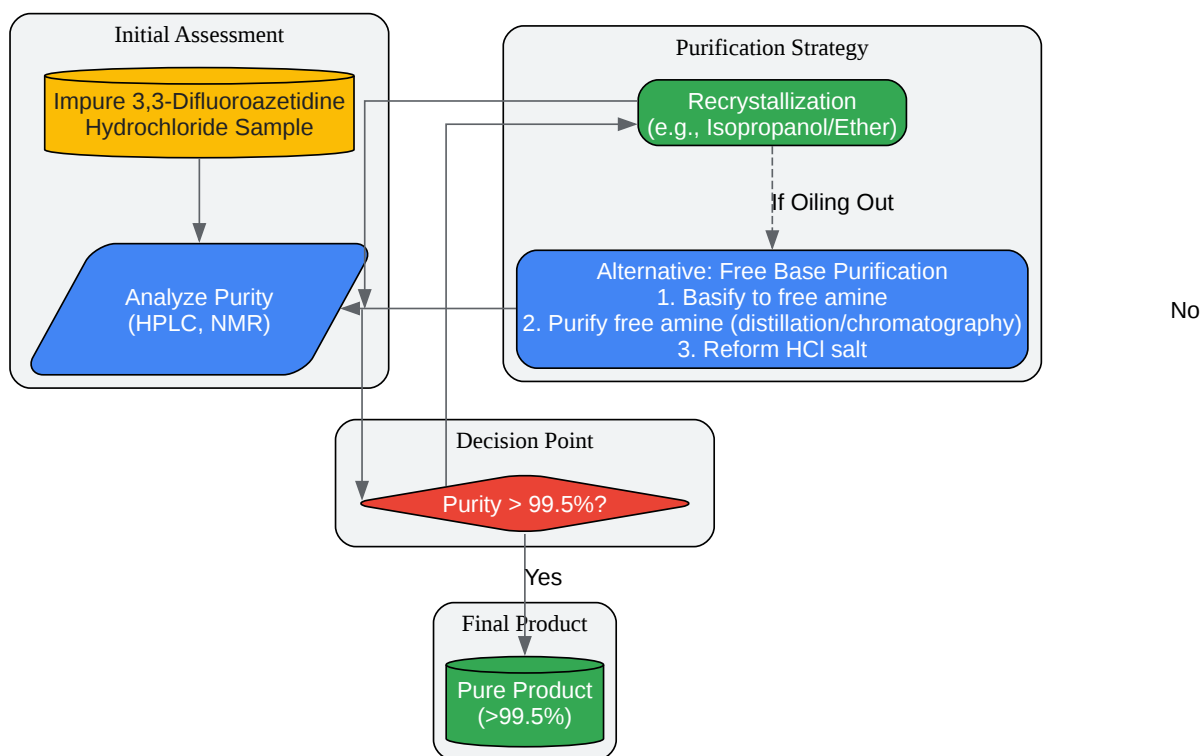 Initial Assessment
Impure 3,3-Difluoroazetidine
Hydrochloride Sample
Analyze Purity
(HPLC, NMR)
Purification Strategy
Recrystallization
(e.g., Isopropanol/Ether)
If Oiling Out
Alternative: Free Base Purification
1. Basify to free amine
2. Purify free amine (distillation/chromatography)
3. Reform HCl salt
No
Decision Point
Purity > 99.5%?
Yes
Final Product
Pure Product
(>99.5%)